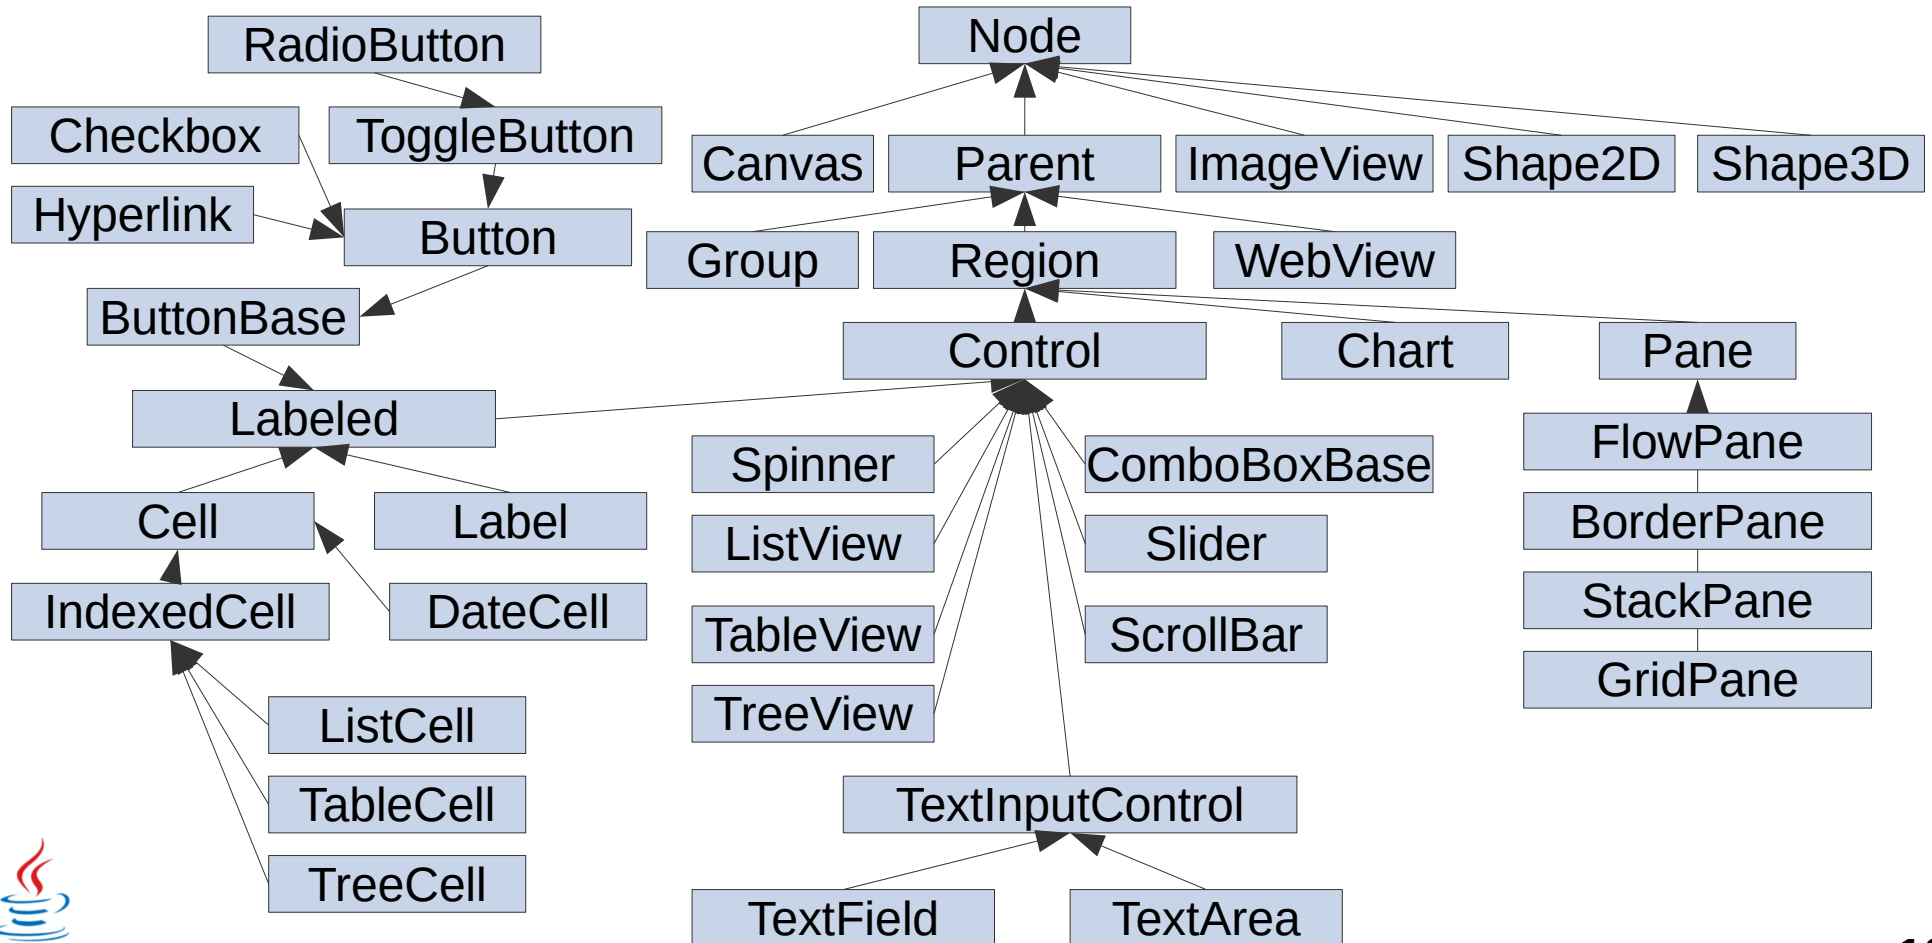 RadioButton
Node
Checkbox
ToggleButton
Canvas
Parent
ImageView
Shape2D
Shape3D
Hyperlink
Button
Group
Region
WebView
ButtonBase
Control
Chart
Pane
Labeled
FlowPane
Spinner
ComboBoxBase
Cell
Label
BorderPane
ListView
Slider
IndexedCell
DateCell
StackPane
TableView
ScrollBar
GridPane
TreeView
ListCell
TableCell
TextInputControl
TreeCell
TextField
TextArea